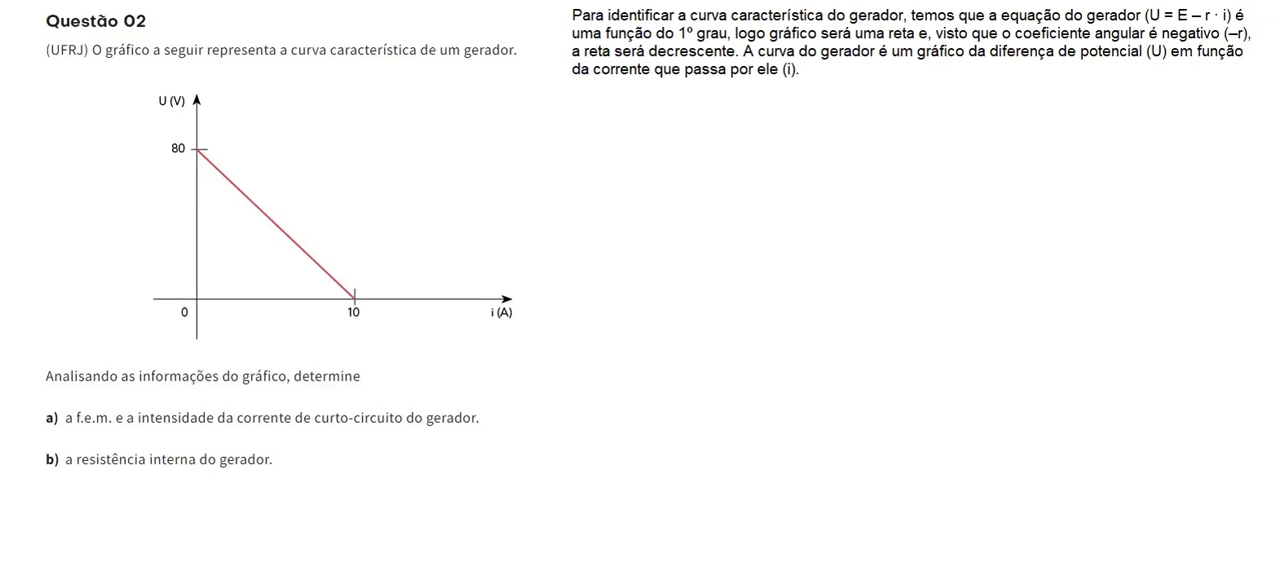 Questão 02
(UFRJ) O gráfico a seguir representa a curva característica de um gerador.
U (V)
80
0
10
i (A)
Analisando as informações do gráfico, determine
a) a f.e.m. e a intensidade da corrente de curto-circuito do gerador.
b) a resistência interna do gerador.
Para identificar a curva característica do gerador, temos que a equação do gerador (U = E – r · i) é
uma função do 1º grau, logo gráfico será uma reta e, visto que o coeficiente angular é negativo (–r),
a reta será decrescente. A curva do gerador é um gráfico da diferença de potencial (U) em função
da corrente que passa por ele (i).